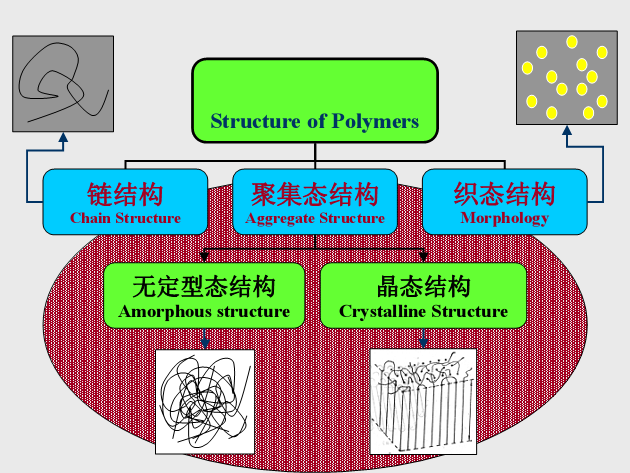 Structure of Polymers
链结构
Chain Structure
聚集态结构
Aggregate Structure
织态结构
Morphology
无定型态结构
Amorphous structure
晶态结构
Crystalline Structure